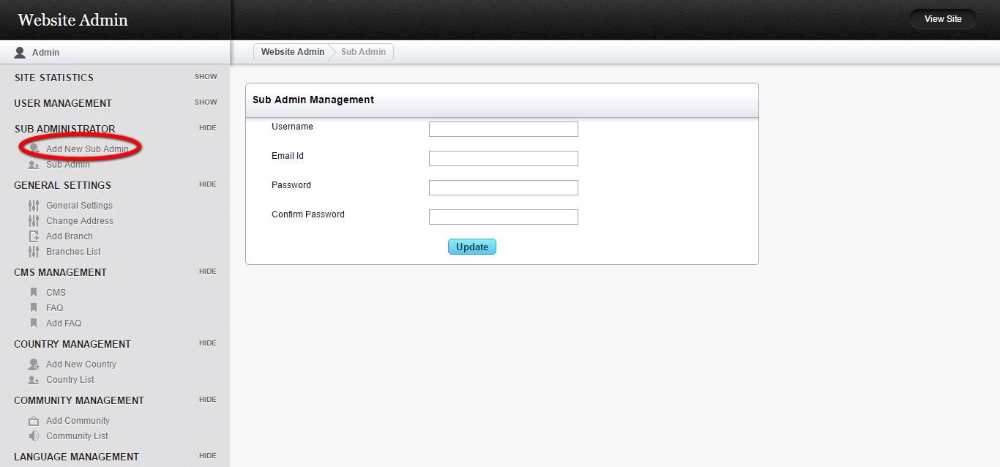 Website Admin
View Site
Admin
Website Admin
Sub Admin
SITE STATISTICS
SHOW
USER MANAGEMENT
SHOW
SUB ADMINISTRATOR
HIDE
Add New Sub Admin
Sub Admin
GENERAL SETTINGS
HIDE
General Settings
Change Address
Add Branch
Branches List
CMS MANAGEMENT
HIDE
CMS
FAQ
Add FAQ
COUNTRY MANAGEMENT
HIDE
Add New Country
Country List
COMMUNITY MANAGEMENT
HIDE
Add Community
Community List
LANGUAGE MANAGEMENT
HIDE
Sub Admin Management
Username
Email Id
Password
Confirm Password
Update